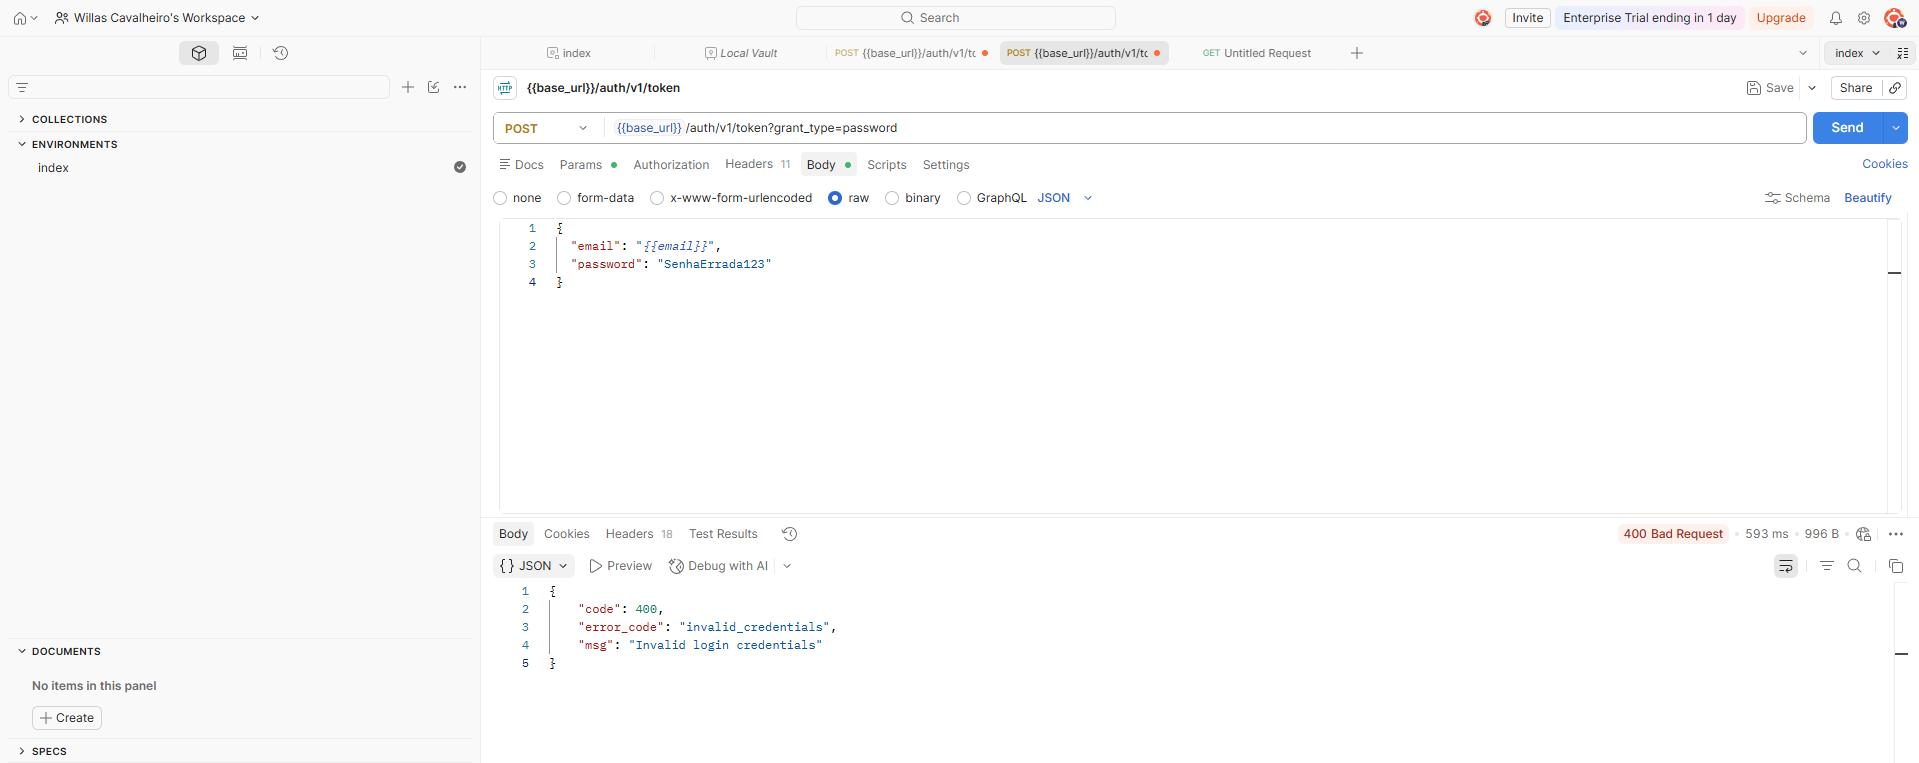 Willas Cavalheiro's Workspace
Search
Invite
Enterprise Trial ending in 1 day
Upgrade
index
Local Vault
POST {{base_url}}/auth/v1/tc
POST {{base_url}}/auth/v1/tc
GET Untitled Request
index
COLLECTIONS
ENVIRONMENTS
index
DOCUMENTS
No items in this panel
Create
SPECS
HTTP {{base_url}}/auth/v1/token
Save
Share
POST {{base_url}} /auth/v1/token?grant_type=password
Send
Docs Params Authorization Headers 11 Body Scripts Settings
Cookies
none form-data x-www-form-urlencoded raw binary GraphQL JSON
Schema Beautify
1 {
2 "email": "{{email}}",
3 "password": "SenhaErrada123"
4 }
Body Cookies Headers 18 Test Results
400 Bad Request • 593 ms • 996 B •
{} JSON Preview Debug with AI
1 {
2 "code": 400,
3 "error_code": "invalid_credentials",
4 "msg": "Invalid login credentials"
5 }